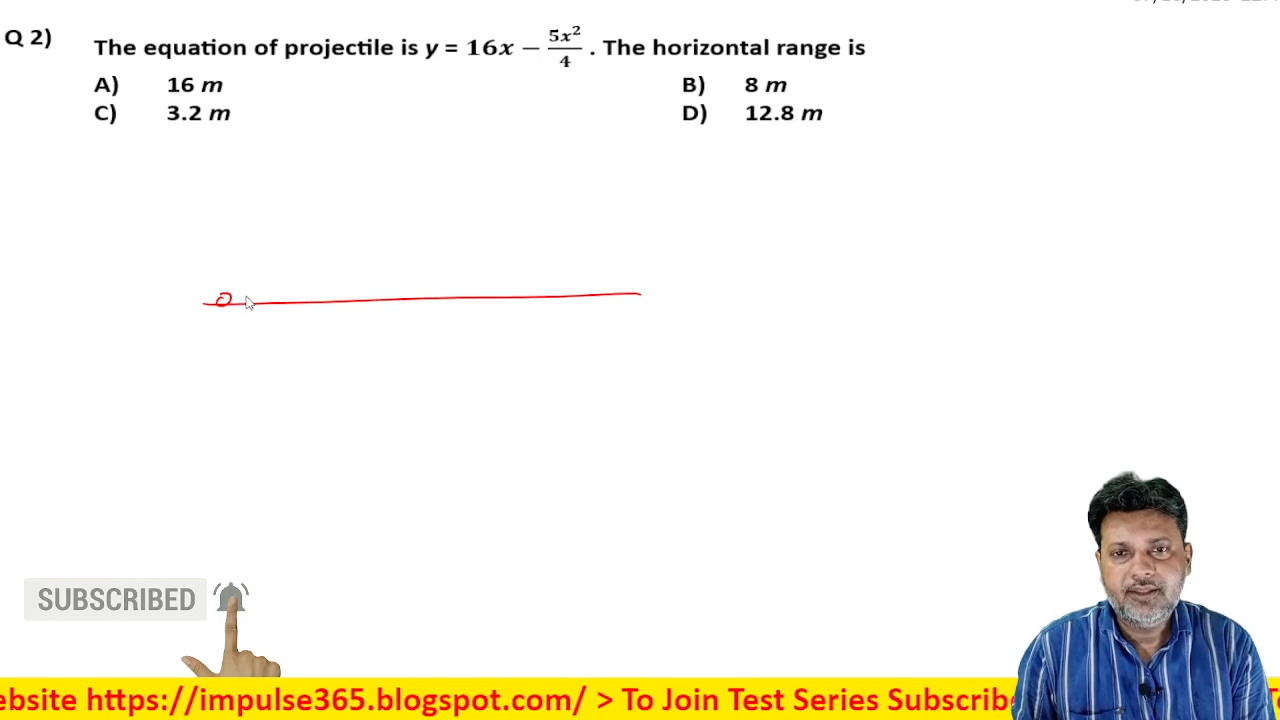 Q 2) The equation of projectile is y = 16x − 5x²/4 . The horizontal range is
A) 16 m B) 8 m
C) 3.2 m D) 12.8 m
O
SUBSCRIBED
ebsite https://impulse365.blogspot.com/ > To Join Test Series Subscribe